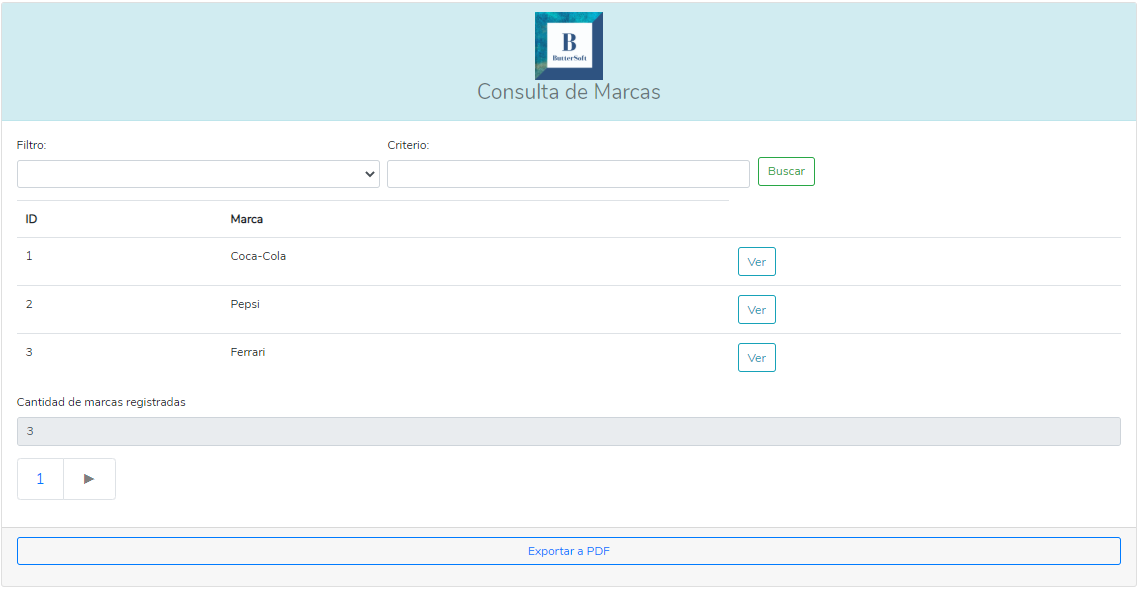 B
ButterSoft
Consulta de Marcas
Filtro:
Criterio:
Buscar
ID Marca
1 Coca-Cola Ver
2 Pepsi Ver
3 Ferrari Ver
Cantidad de marcas registradas
3
1 ►
Exportar a PDF